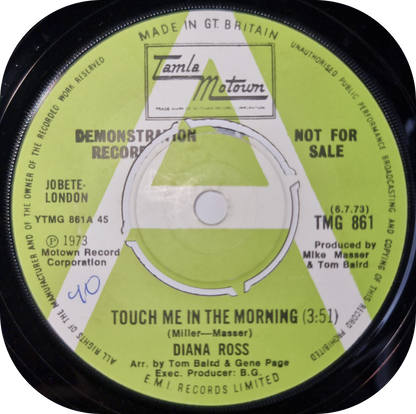 MADE IN GT. BRITAIN
Tamla
Motown
DEMONSTRATION
RECORD
NOT FOR
SALE
JOBETE-
LONDON
YTMG 861A 45
(6.7.73)
TMG 861
Ⓟ 1973
Motown Record
Corporation
Produced by
Mike Masser
& Tom Baird
40
TOUCH ME IN THE MORNING (3:51)
(Miller—Masser)
DIANA ROSS
Arr. by Tom Baird & Gene Page
Exec. Producer: B.G.
E.M.I. RECORDS LIMITED
ALL RIGHTS OF THE MANUFACTURER AND OF THE OWNER OF THE RECORDED WORK RESERVED
UNAUTHORISED PUBLIC PERFORMANCE BROADCASTING AND COPYING OF THIS RECORD PROHIBITED